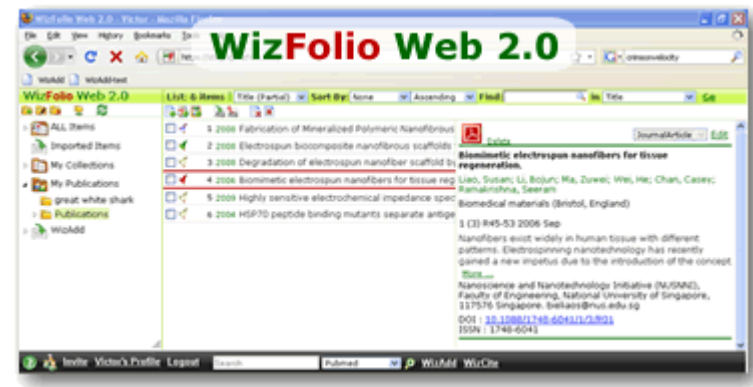 WizFolio Web 2.0 - Victor - Mozilla Firefox
File Edit View History Bookmarks
WizFolio Web 2.0
crimsonvelocity
WizAdd WizAdd-test
WizFolio Web 2.0
List: 6 Items Title (Partial) Sort By: None Ascending Find: in Title Go
ALL Items
Imported Items
My Collections
My Publications
great white shark
Publications
WizAdd
1 2008 Fabrication of Mineralized Polymeric Nanofibrous
2 2008 Electrospun biocomposite nanofibrous scaffolds
3 2008 Degradation of electrospun nanofiber scaffold by
4 2006 Biomimetic electrospun nanofibers for tissue reg
5 2009 Highly sensitive electrochemical impedance spec
6 2004 HSP70 peptide binding mutants separate antige
Delete JournalArticle Edit
Biomimetic electrospun nanofibers for tissue
regeneration.
Liao, Susan; Li, Bojun; Ma, Zuwei; Wei, He; Chan, Casey;
Ramakrishna, Seeram
Biomedical materials (Bristol, England)
1 (3) R45-53 2006 Sep
Nanofibers exist widely in human tissue with different
patterns. Electrospinning nanotechnology has recently
gained a new impetus due to the introduction of the concept
More ...
Nanoscience and Nanotechnology Initiative (NUSNNI),
Faculty of Engineering, National University of Singapore,
117576 Singapore. bieliaos@nus.edu.sg
DOI : 10.1088/1748-6041/1/3/R01
ISSN : 1748-6041
Invite Victor's Profile Logout Search Pubmed WizAdd WizCite